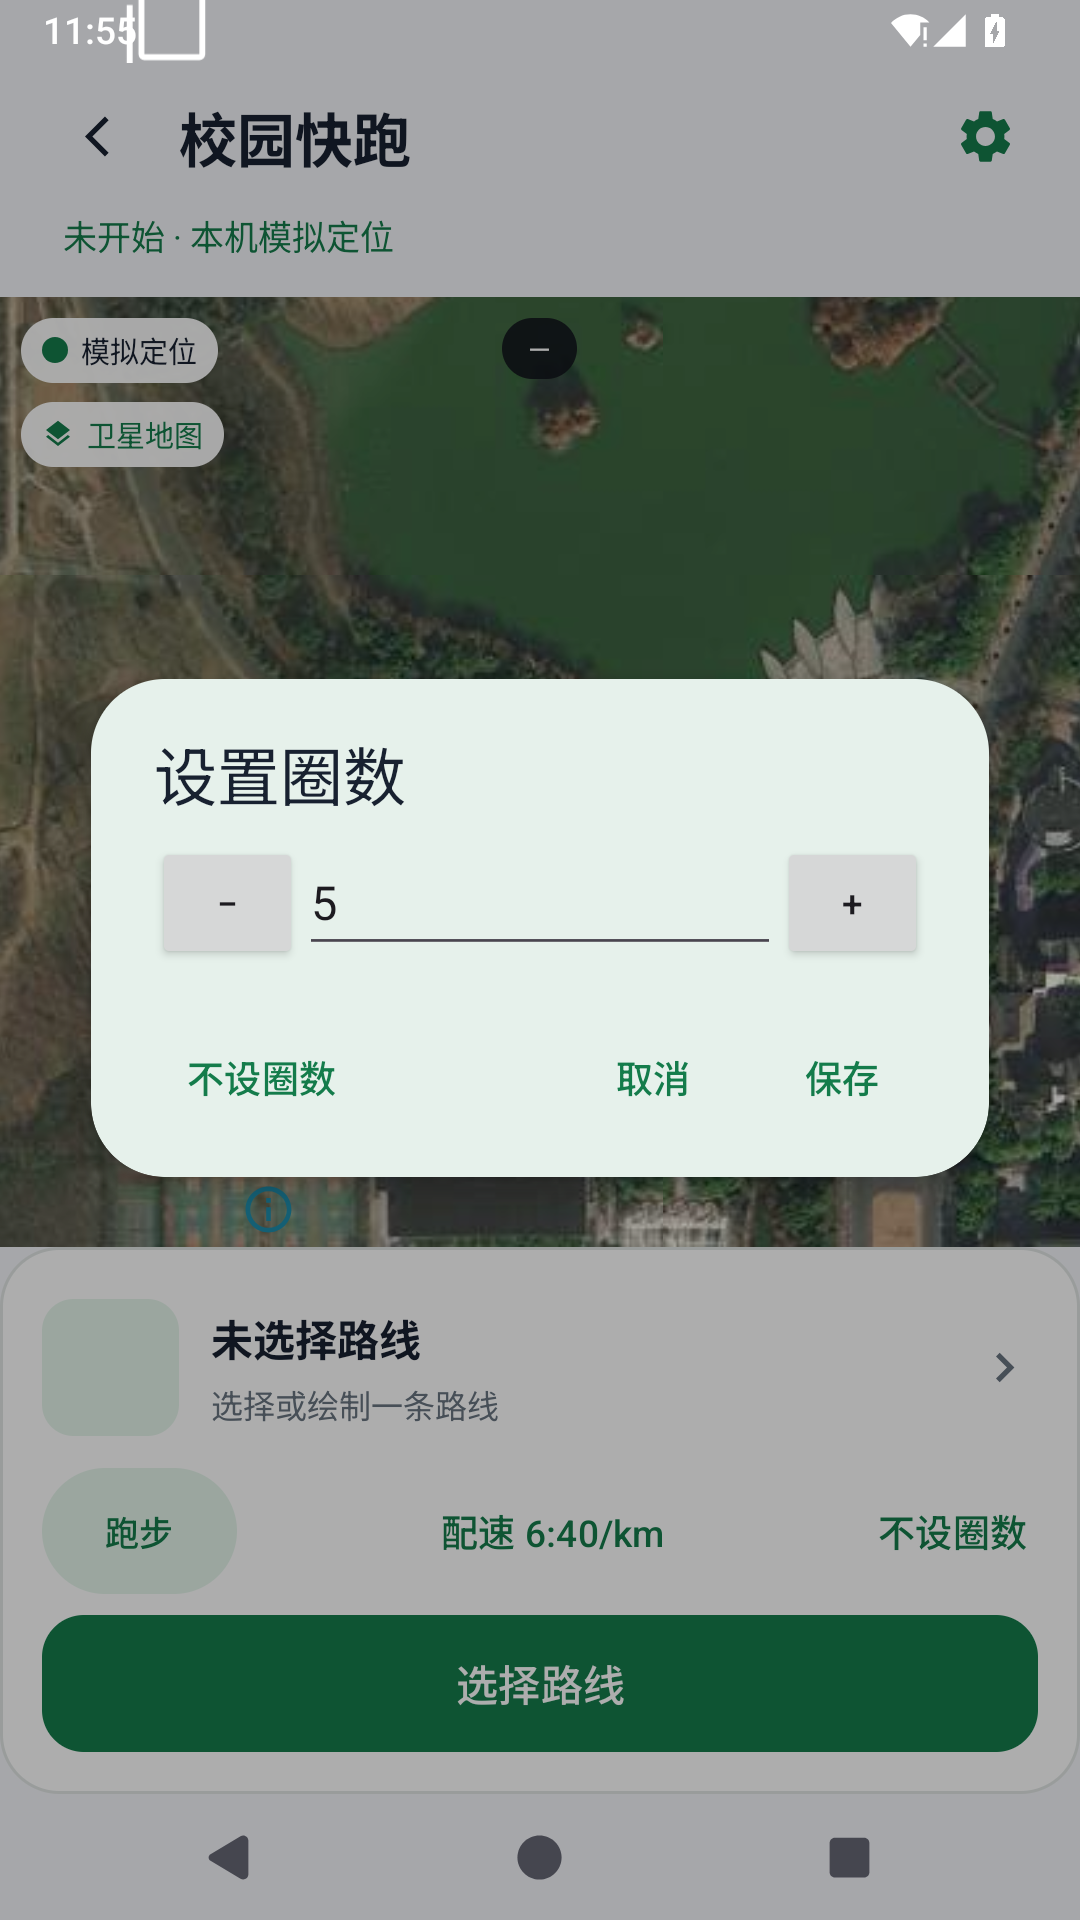 11:55
校园快跑
未开始 · 本机模拟定位
模拟定位
—
卫星地图
设置圈数
−
5
+
不设圈数
取消
保存
未选择路线
选择或绘制一条路线
跑步
配速 6:40/km
不设圈数
选择路线